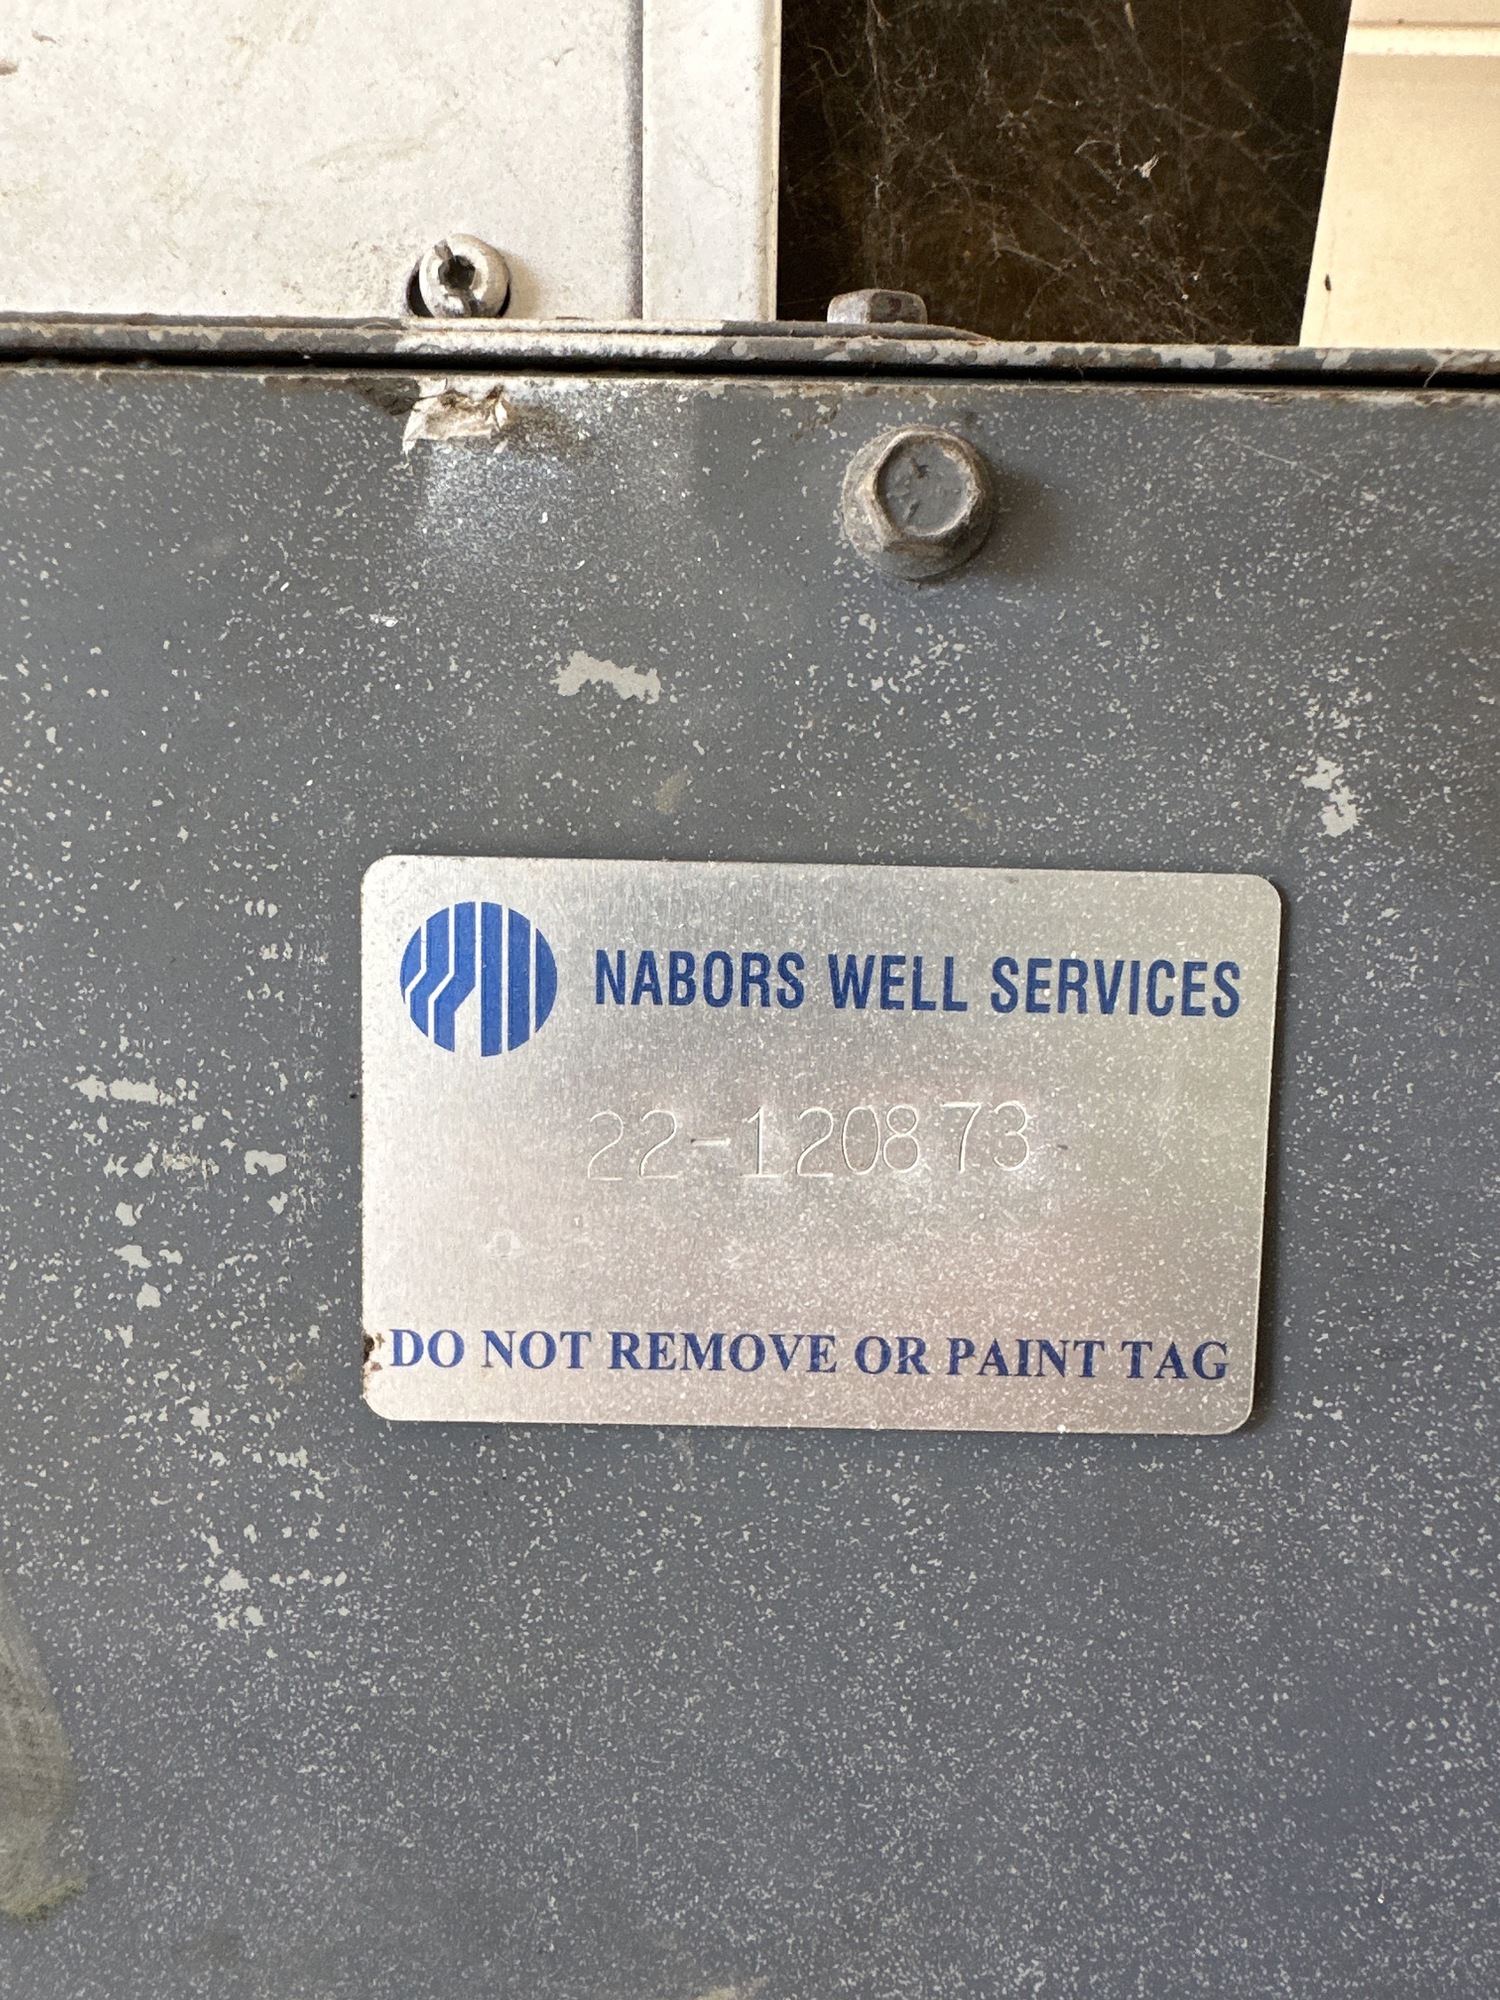 NABORS WELL SERVICES
22-120873
DO NOT REMOVE OR PAINT TAG